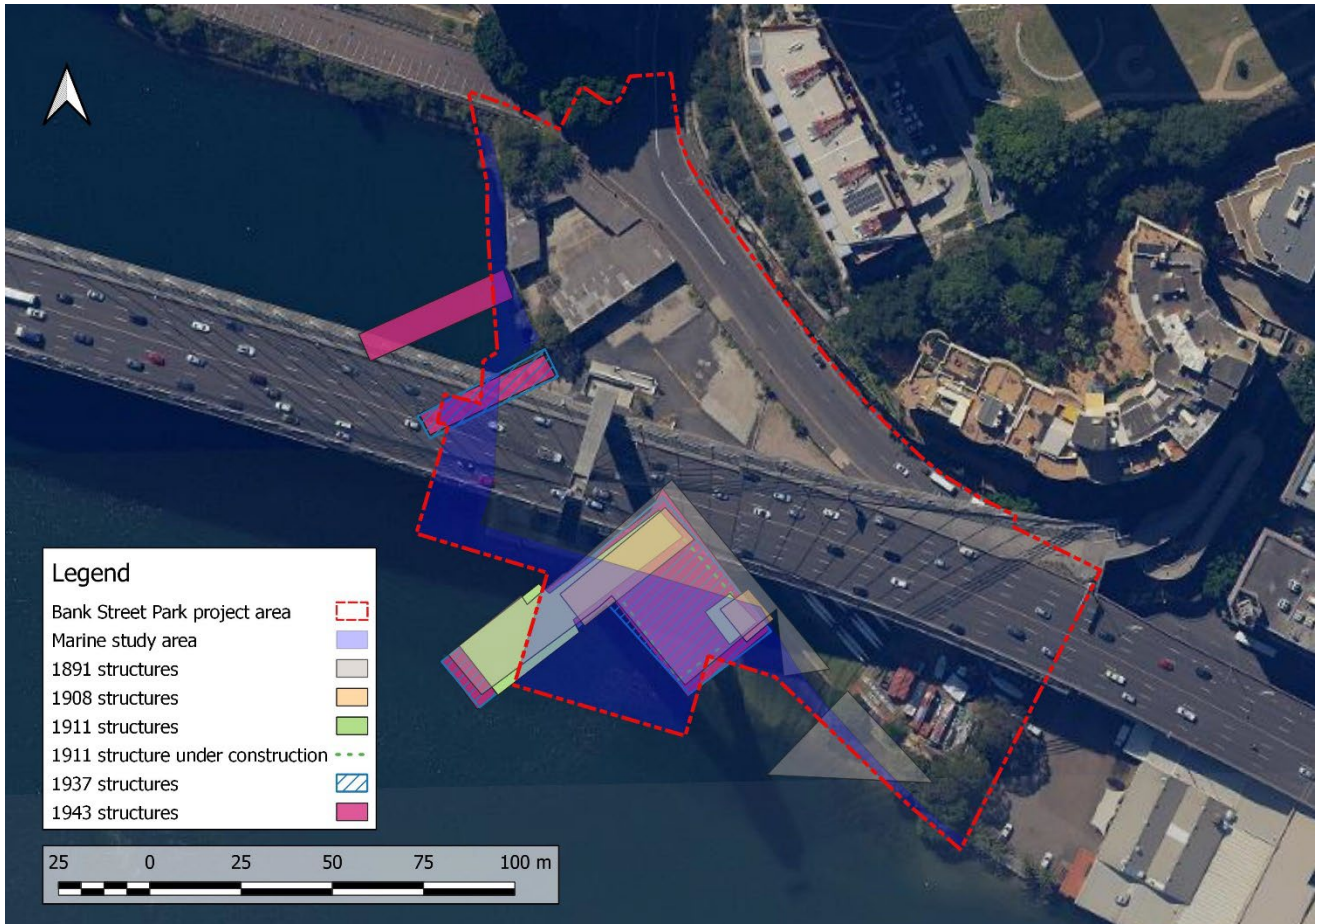 Legend
Bank Street Park project area
Marine study area
1891 structures
1908 structures
1911 structures
1911 structure under construction
1937 structures
1943 structures
25 0 25 50 75 100 m